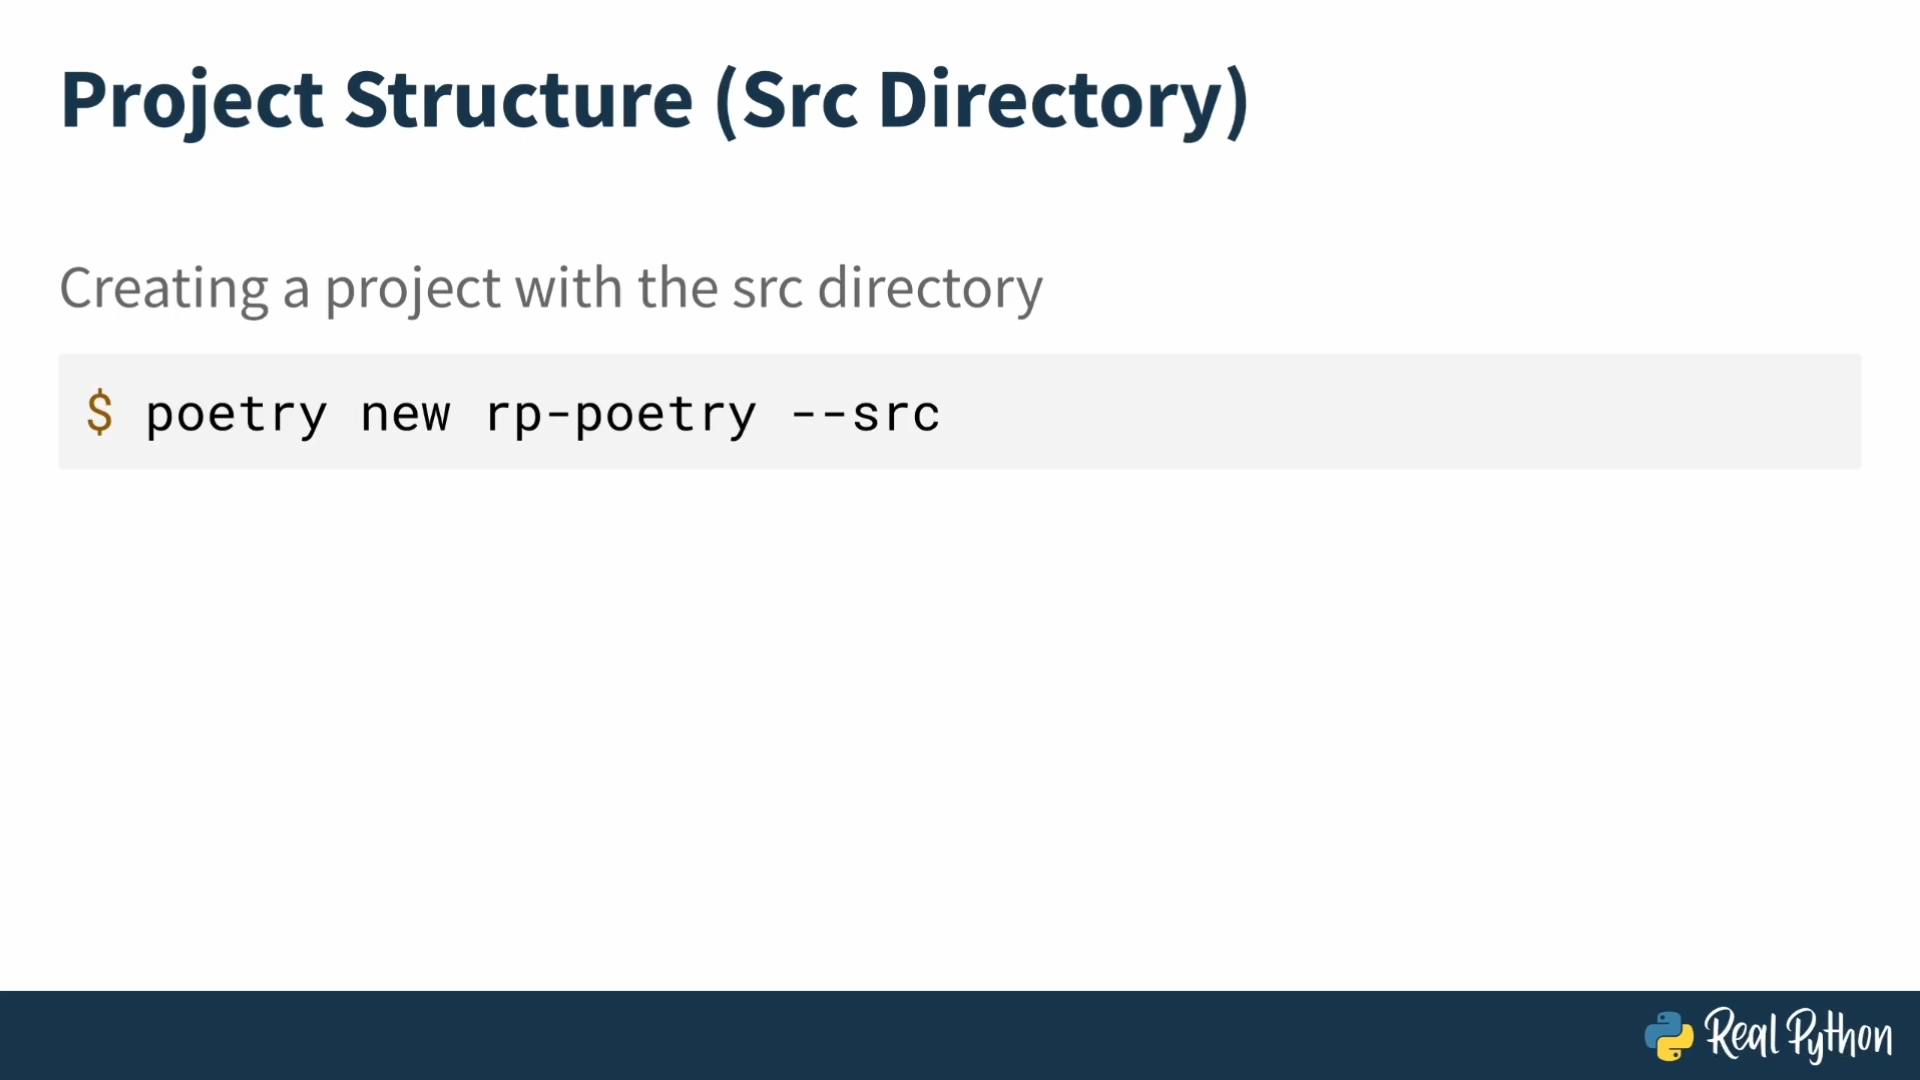 Project Structure (Src Directory)
Creating a project with the src directory
$ poetry new rp-poetry --src
Real Python